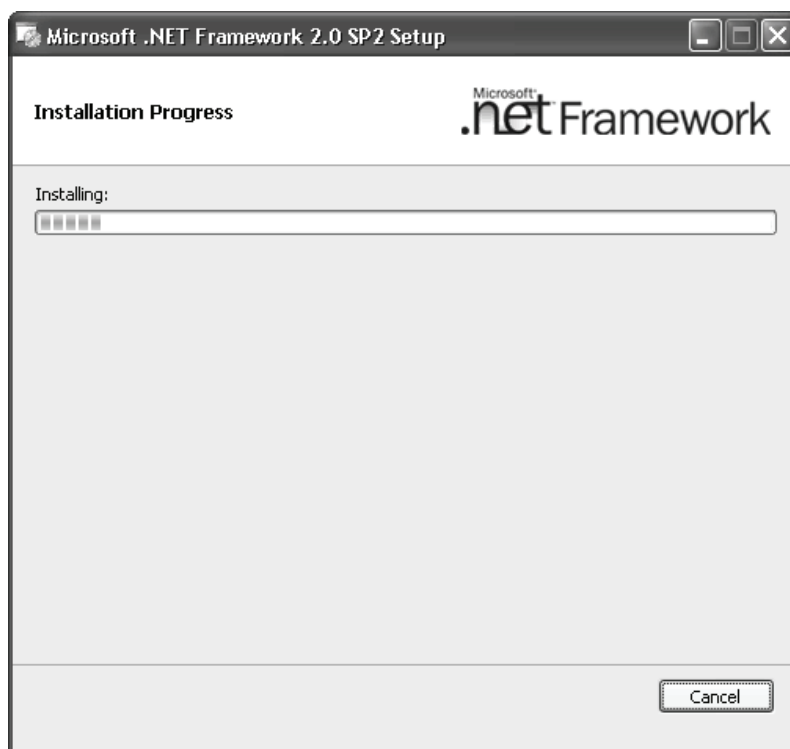 Microsoft .NET Framework 2.0 SP2 Setup
Installation Progress
Microsoft
.net Framework
Installing:
Cancel